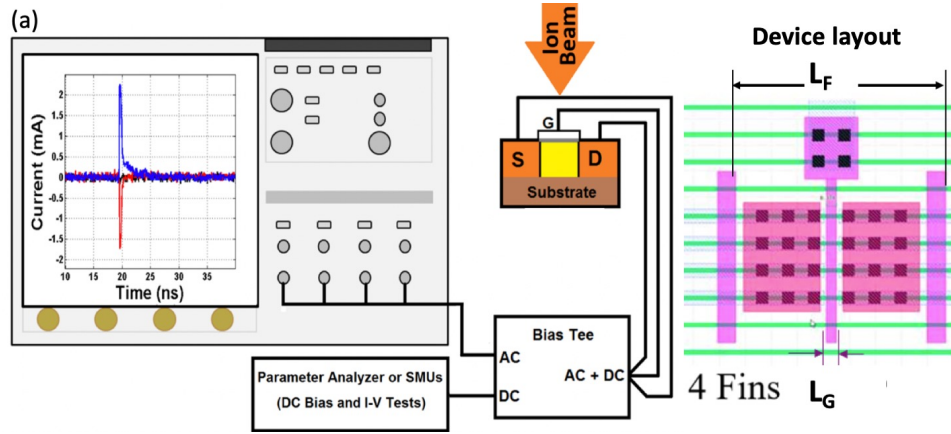 (a)
Current (mA)
2
1.5
1
0.5
0
-0.5
-1
-1.5
-2
10 15 20 25 30 35
Time (ns)
Ion
Beam
G
S D
Substrate
Bias Tee
AC
AC + DC
DC
Parameter Analyzer or SMUs
(DC Bias and I-V Tests)
Device layout
LF
4 Fins
LG